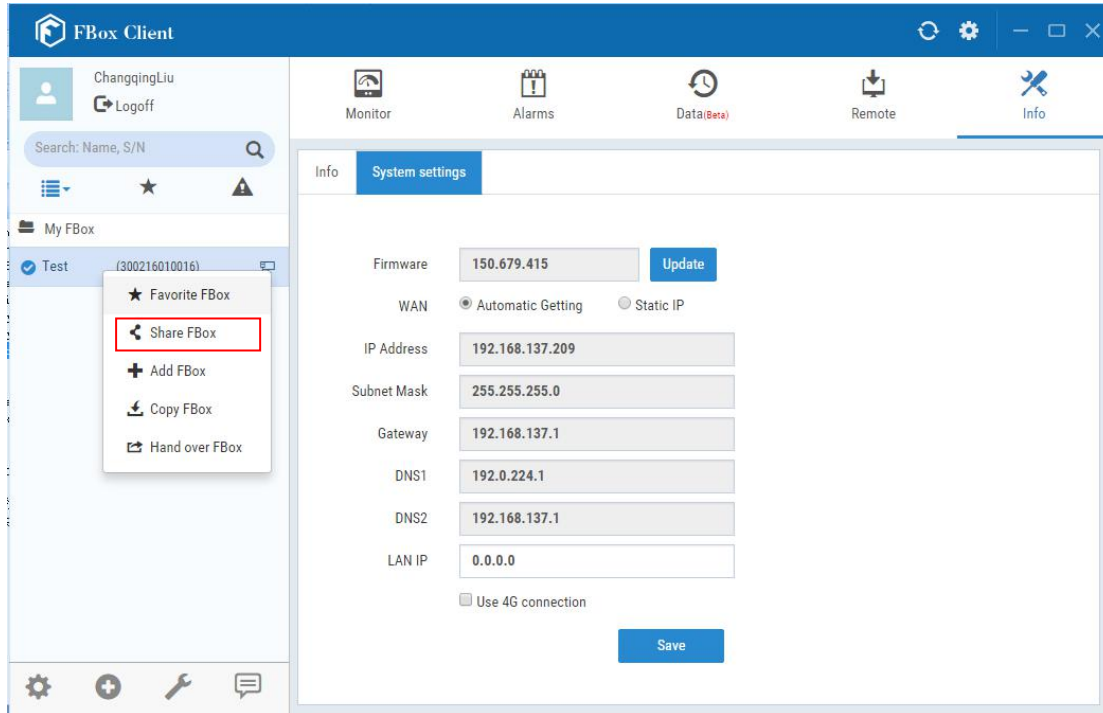 FBox Client
ChangqingLiu
Logoff
Search: Name, S/N
My FBox
Test (300216010016)
Favorite FBox
Share FBox
Add FBox
Copy FBox
Hand over FBox
Monitor
Alarms
Data(Beta)
Remote
Info
Info
System settings
Firmware 150.679.415 Update
WAN Automatic Getting Static IP
IP Address 192.168.137.209
Subnet Mask 255.255.255.0
Gateway 192.168.137.1
DNS1 192.0.224.1
DNS2 192.168.137.1
LAN IP 0.0.0.0
Use 4G connection
Save